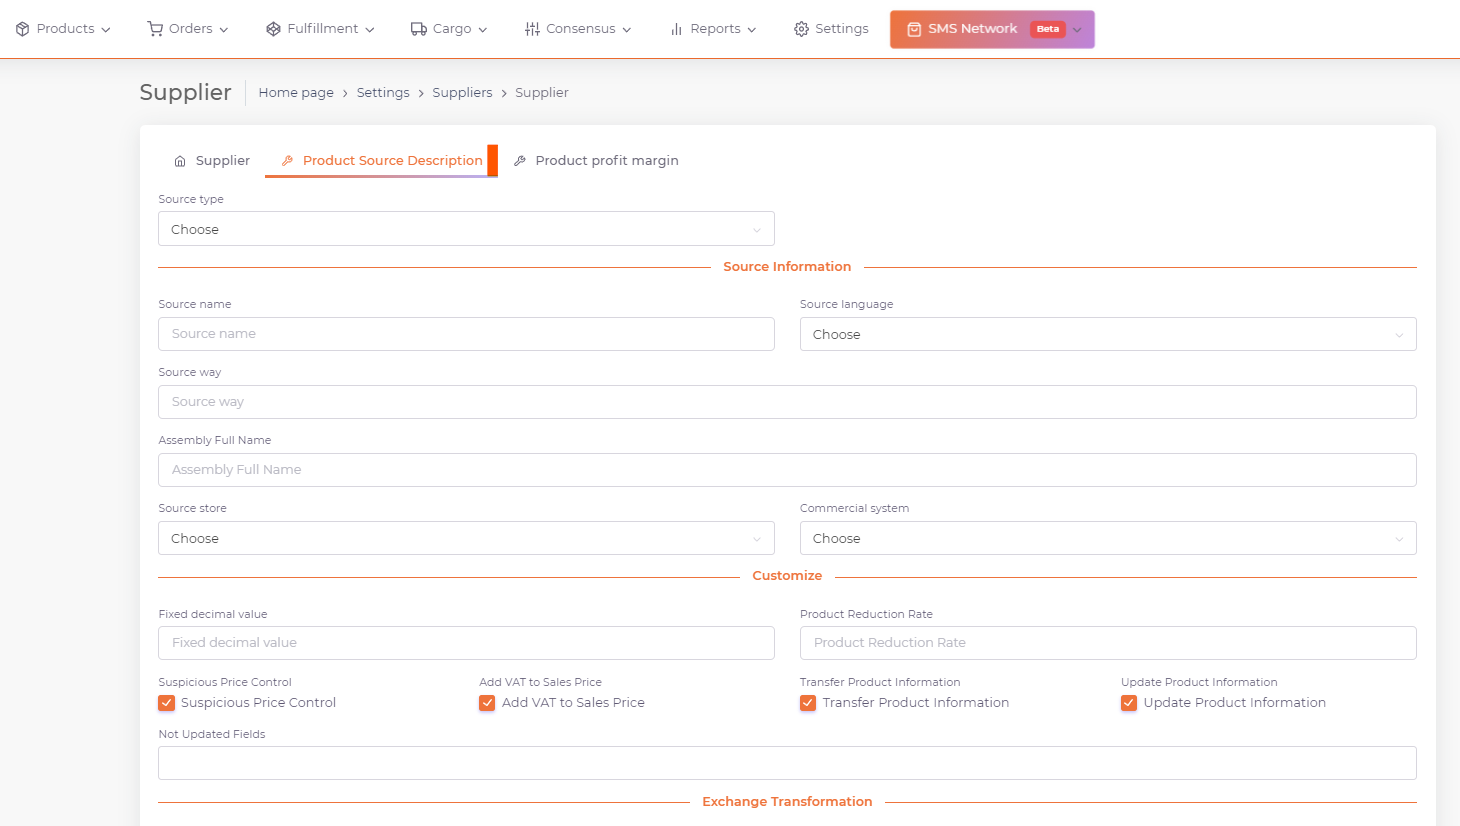 Products Orders Fulfillment Cargo Consensus Reports Settings SMS Network Beta
Supplier Home page › Settings › Suppliers › Supplier
Supplier Product Source Description Product profit margin
Source type
Choose
Source Information
Source name Source language
Source name Choose
Source way
Source way
Assembly Full Name
Assembly Full Name
Source store Commercial system
Choose Choose
Customize
Fixed decimal value Product Reduction Rate
Fixed decimal value Product Reduction Rate
Suspicious Price Control Add VAT to Sales Price Transfer Product Information Update Product Information
Suspicious Price Control Add VAT to Sales Price Transfer Product Information Update Product Information
Not Updated Fields
Exchange Transformation